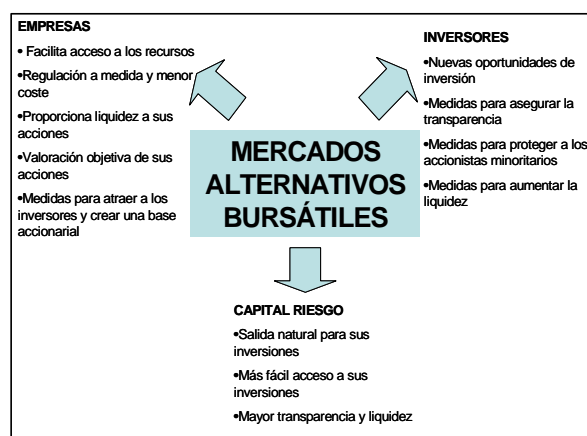 EMPRESAS
• Facilita acceso a los recursos
•Regulación a medida y menor
coste
•Proporciona liquidez a sus
acciones
•Valoración objetiva de sus
acciones
•Medidas para atraer a los
inversores y crear una base
accionarial
INVERSORES
•Nuevas oportunidades de
inversión
•Medidas para asegurar la
transparencia
•Medidas para proteger a los
accionistas minoritarios
•Medidas para aumentar la
liquidez
MERCADOS
ALTERNATIVOS
BURSÁTILES
CAPITAL RIESGO
•Salida natural para sus
inversiones
•Más fácil acceso a sus
inversiones
•Mayor transparencia y liquidez